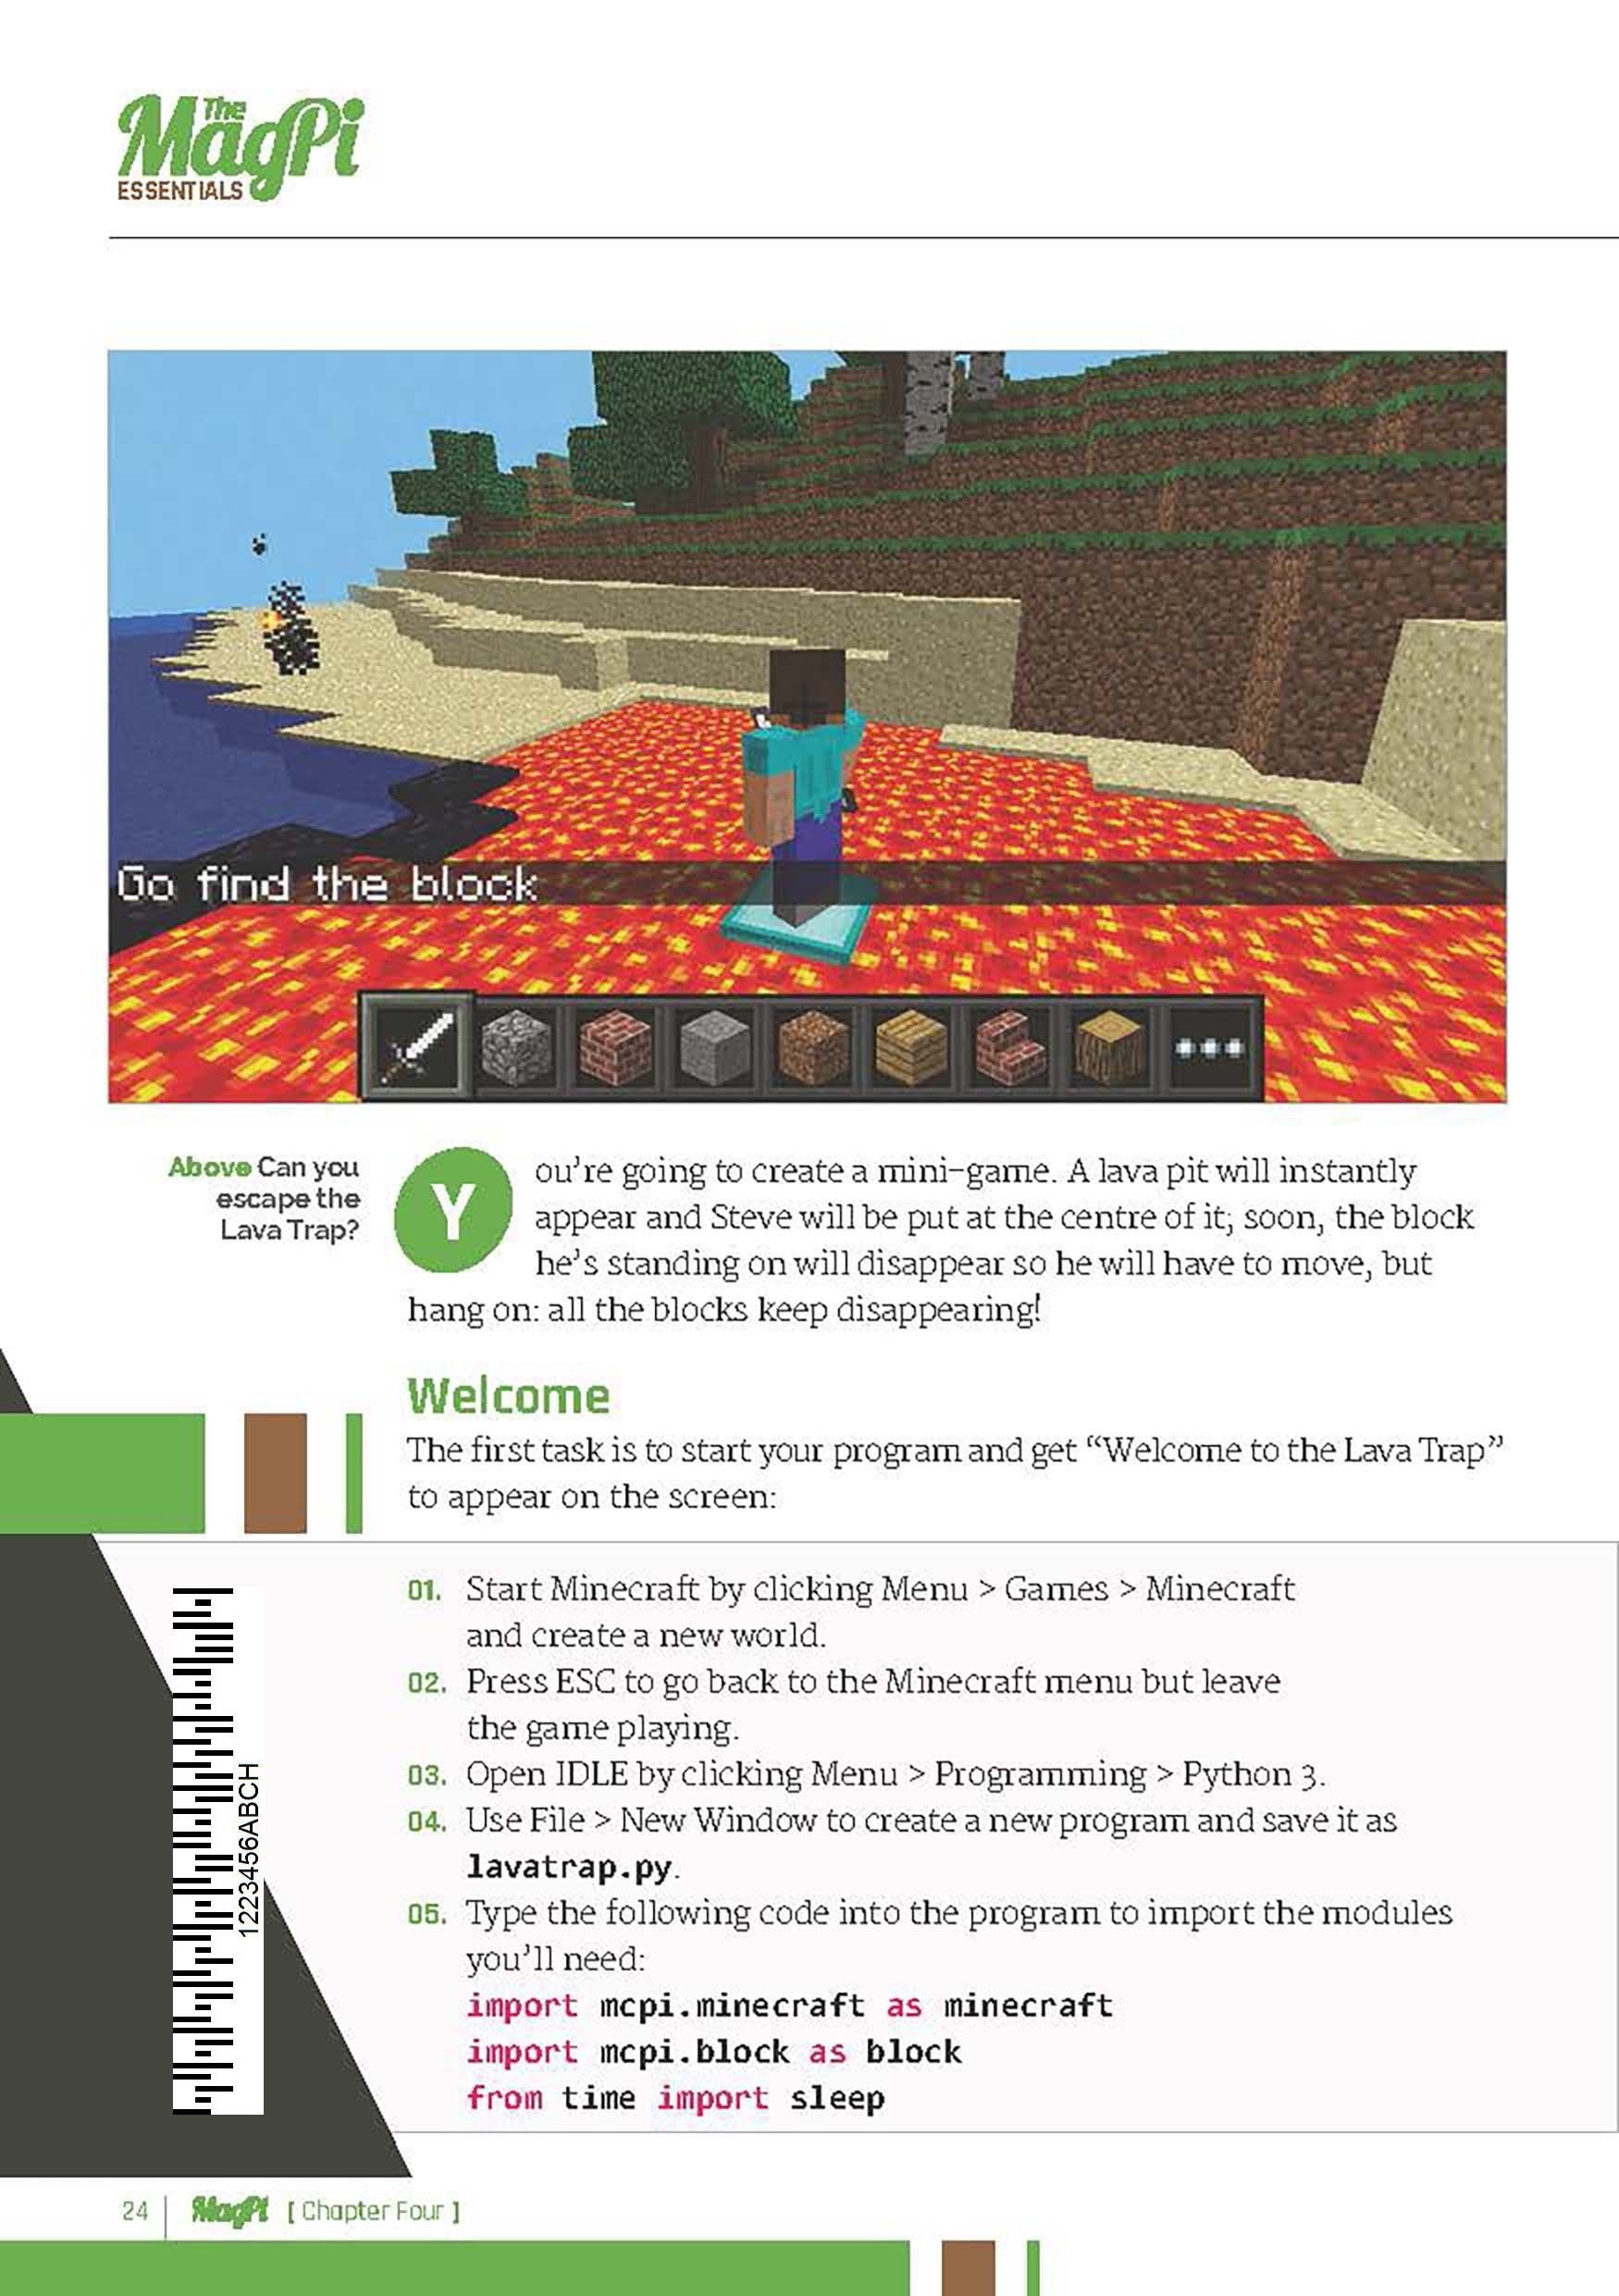 The
MagPi
ESSENTIALS
Go find the block
Above Can you
escape the
Lava Trap?
You're going to create a mini-game. A lava pit will instantly
appear and Steve will be put at the centre of it; soon, the block
he's standing on will disappear so he will have to move, but
hang on: all the blocks keep disappearing!
Welcome
The first task is to start your program and get “Welcome to the Lava Trap”
to appear on the screen:
01. Start Minecraft by clicking Menu > Games > Minecraft
and create a new world.
02. Press ESC to go back to the Minecraft menu but leave
the game playing.
03. Open IDLE by clicking Menu > Programming > Python 3.
04. Use File > New Window to create a new program and save it as
lavatrap.py.
05. Type the following code into the program to import the modules
you'll need:
import mcpi.minecraft as minecraft
import mcpi.block as block
from time import sleep
1223456ABCH
24 MagPi [ Chapter Four ]